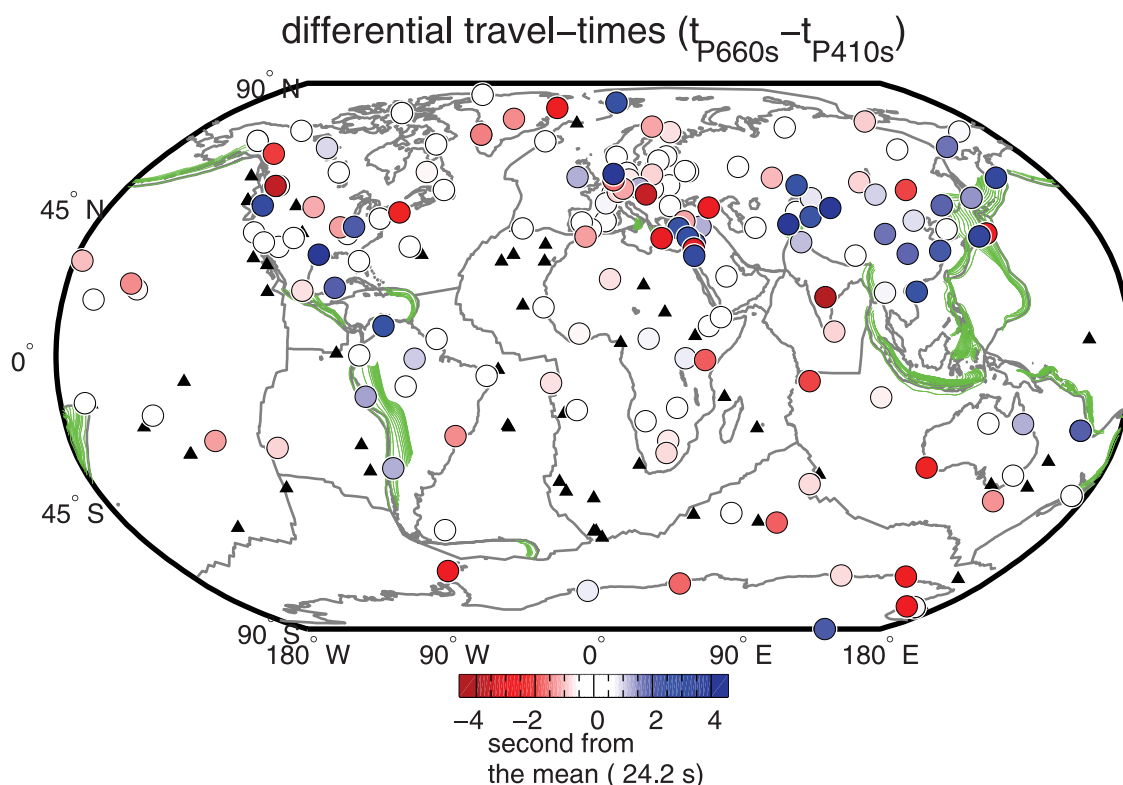 differential travel–times (tP660s–tP410s)
90° N
45° N
0°
45° S
90° S
180° W 90° W 0° 90° E 180° E
−4 −2 0 2 4
second from
the mean ( 24.2 s)